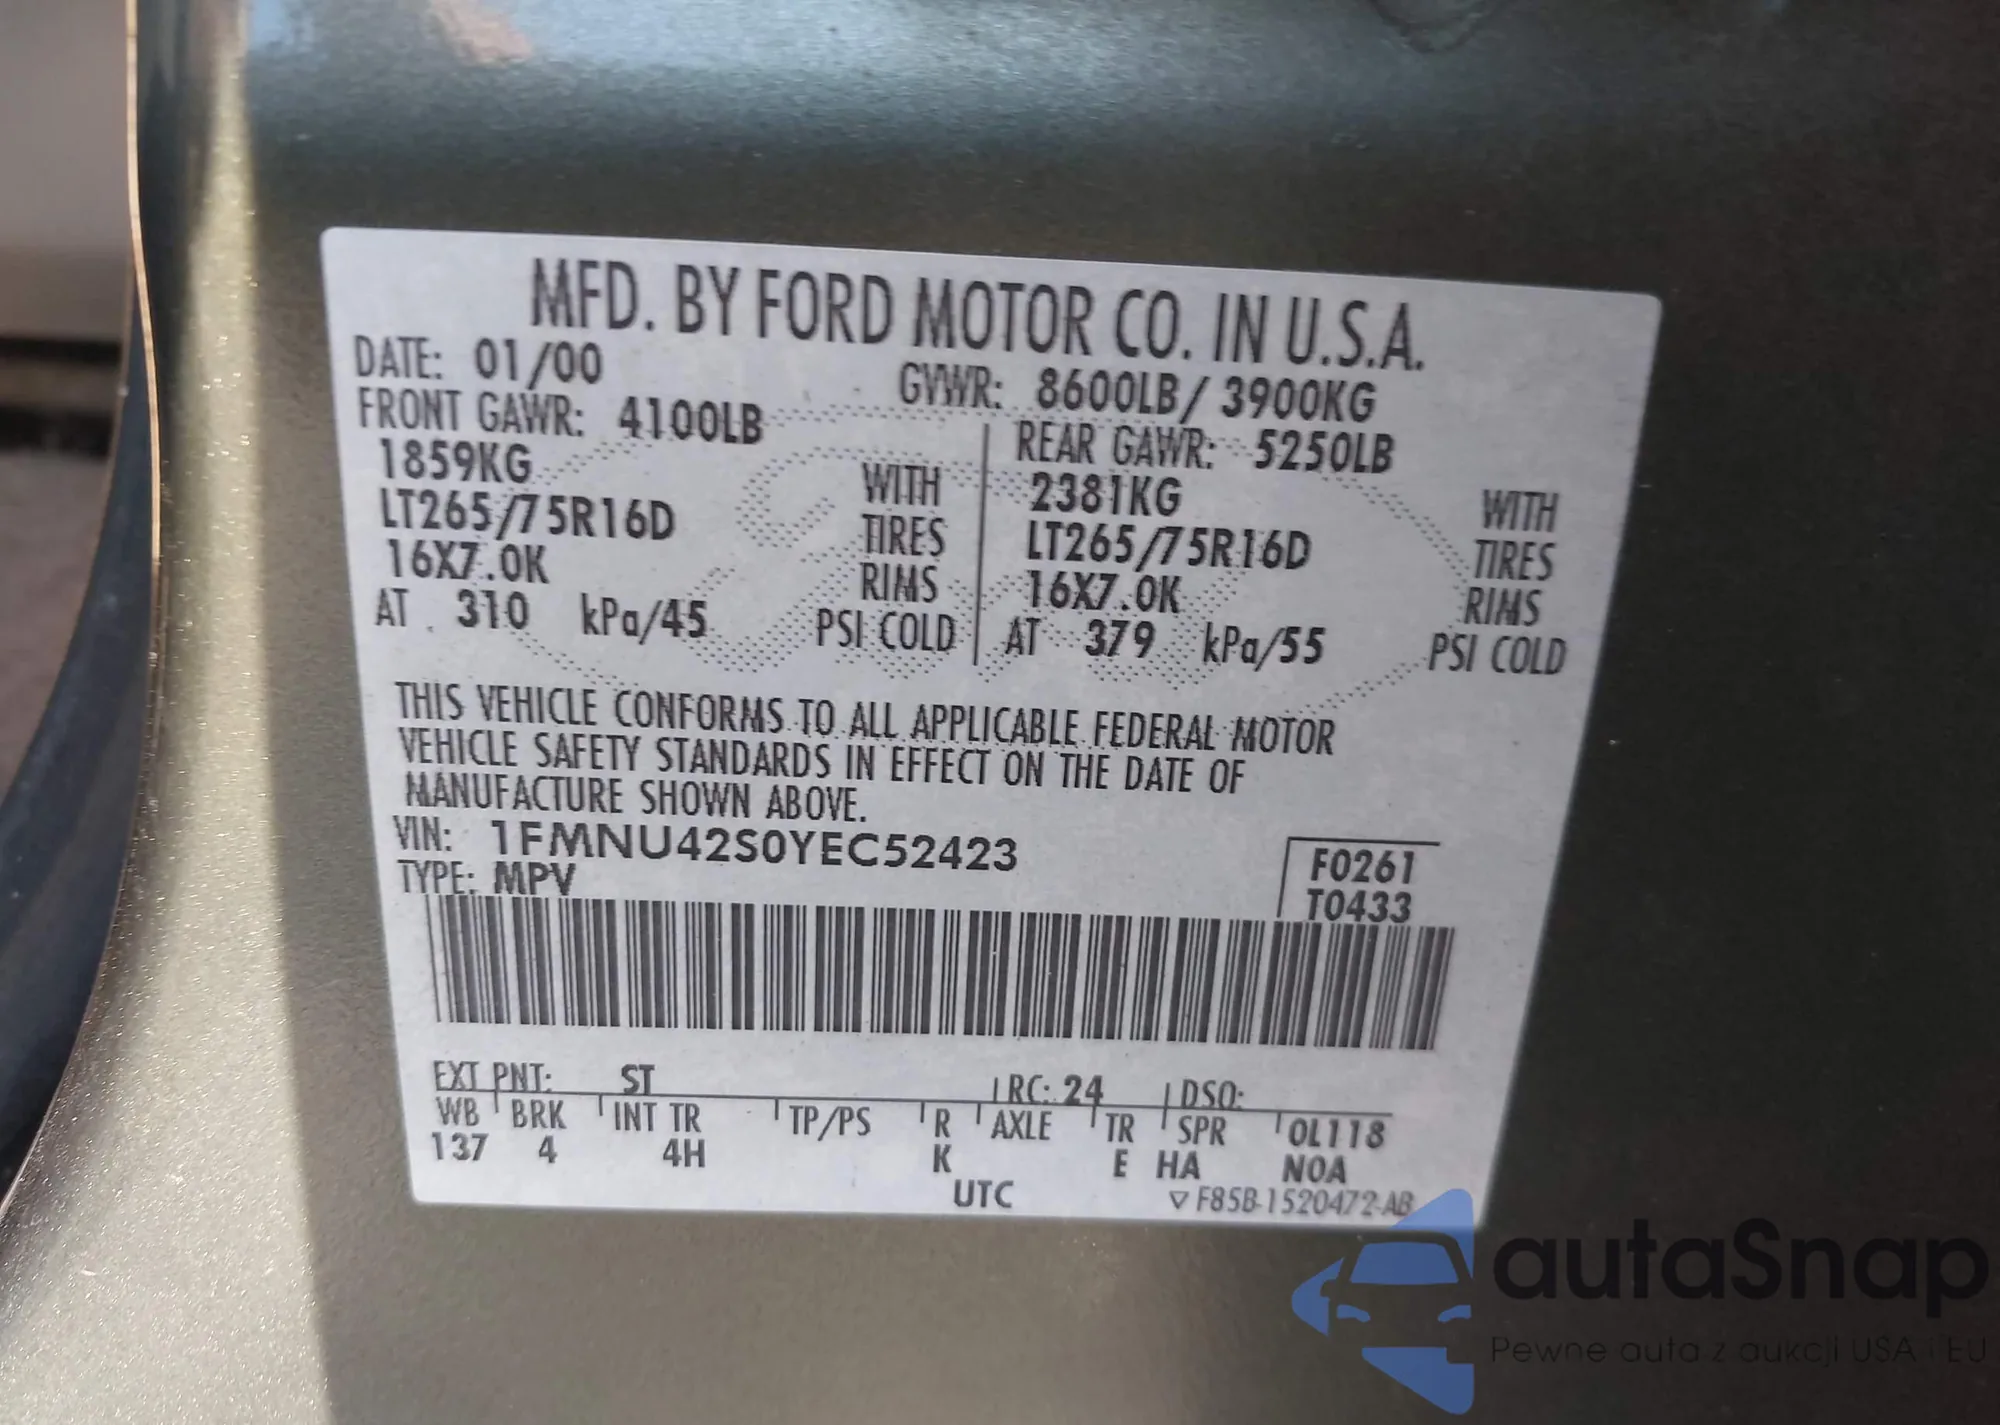 MFD. BY FORD MOTOR CO. IN U.S.A.
DATE: 01/00 GVWR: 8600LB/ 3900KG
FRONT GAWR: 4100LB REAR GAWR: 5250LB
1859KG WITH 2381KG WITH
LT265/75R16D TIRES LT265/75R16D TIRES
16X7.0K RIMS 16X7.0K RIMS
AT 310 kPa/45 PSI COLD AT 379 kPa/55 PSI COLD
THIS VEHICLE CONFORMS TO ALL APPLICABLE FEDERAL MOTOR
VEHICLE SAFETY STANDARDS IN EFFECT ON THE DATE OF
MANUFACTURE SHOWN ABOVE.
VIN: 1FMNU42S0YEC52423 F0261
TYPE: MPV T0433
EXT PNT: ST RC: 24 DSO:
WB BRK INT TR TP/PS R AXLE TR SPR OL118
137 4 4H K E HA NOA
UTC ▽ F85B-1520472-AB
autaSnap
Pewne auta z aukcji USA i EU